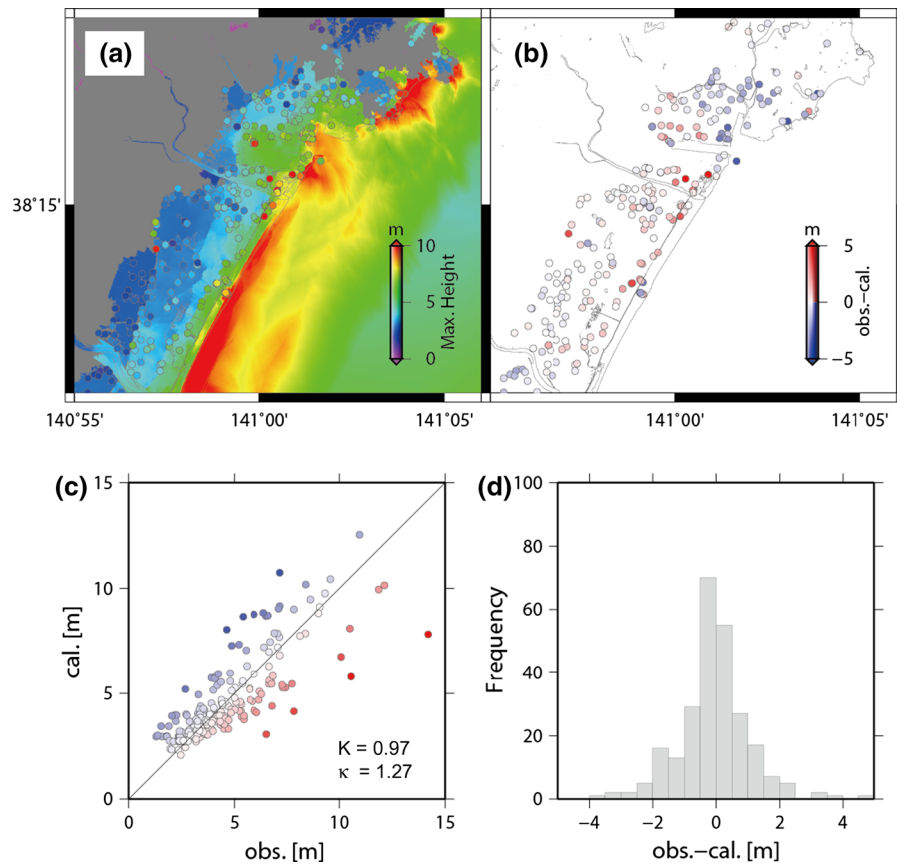 (a)
(b)
38°15'
m
10
5
0
Max. Height
m
5
0
−5
obs.−cal.
140°55'
141°00'
141°05'
141°00'
141°05'
(c)
15
10
5
0
cal. [m]
K = 0.97
κ = 1.27
0
5
10
15
obs. [m]
(d)
100
80
60
40
20
0
Frequency
−4
−2
0
2
4
obs.−cal. [m]